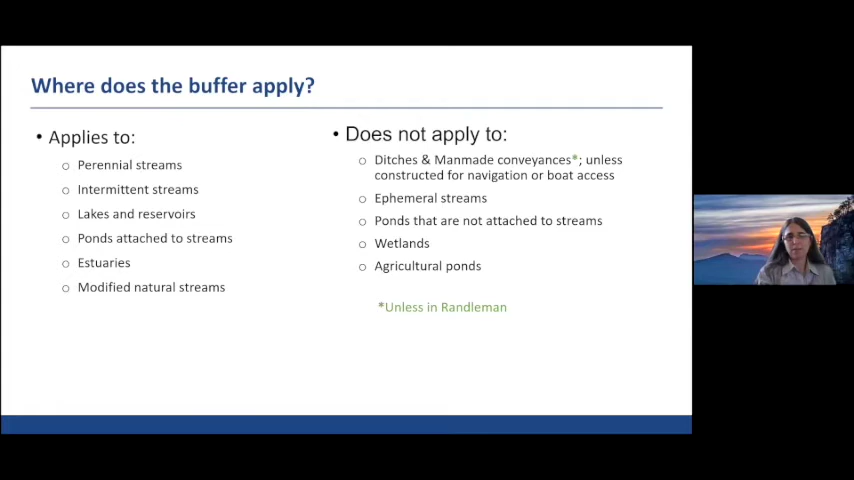 Where does the buffer apply?
• Applies to:
o Perennial streams
o Intermittent streams
o Lakes and reservoirs
o Ponds attached to streams
o Estuaries
o Modified natural streams
• Does not apply to:
o Ditches & Manmade conveyances*; unless
constructed for navigation or boat access
o Ephemeral streams
o Ponds that are not attached to streams
o Wetlands
o Agricultural ponds
*Unless in Randleman